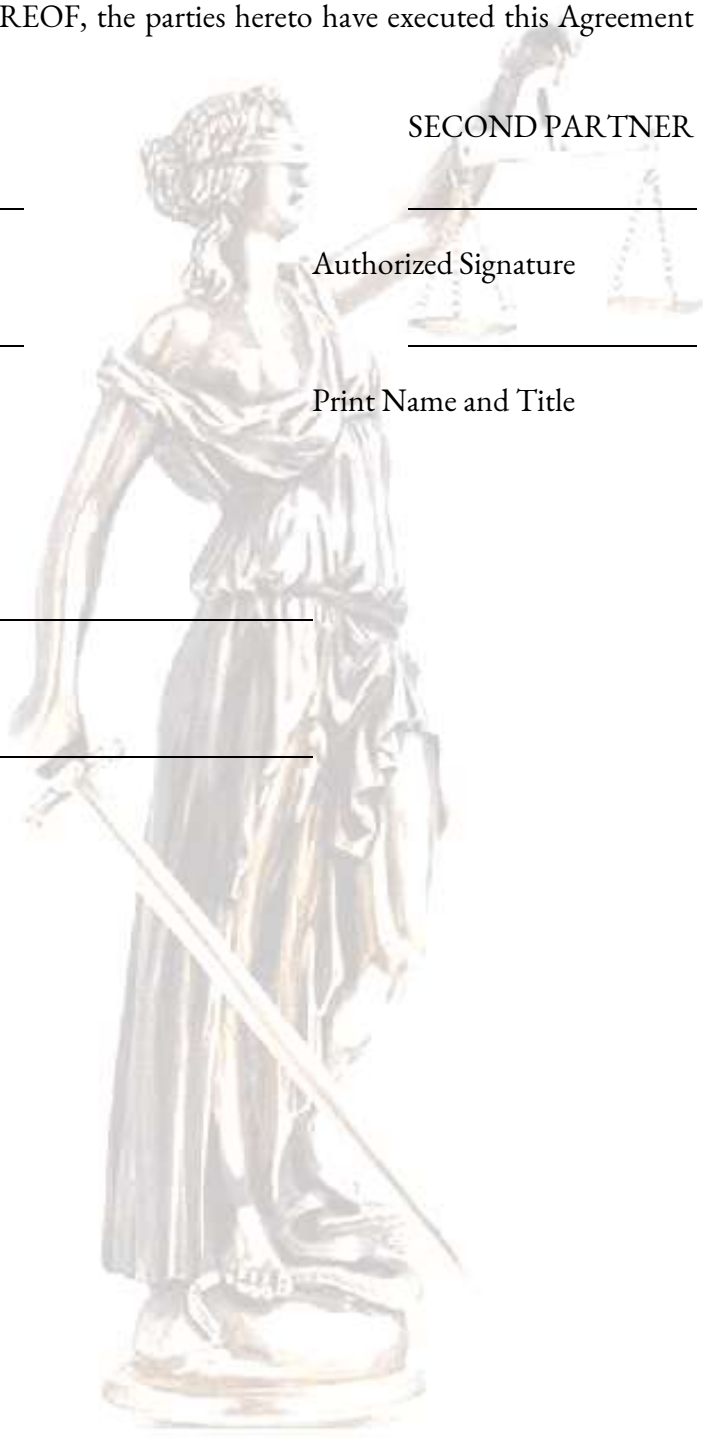 REOF, the parties hereto have executed this Agreement
SECOND PARTNER
Authorized Signature
Print Name and Title